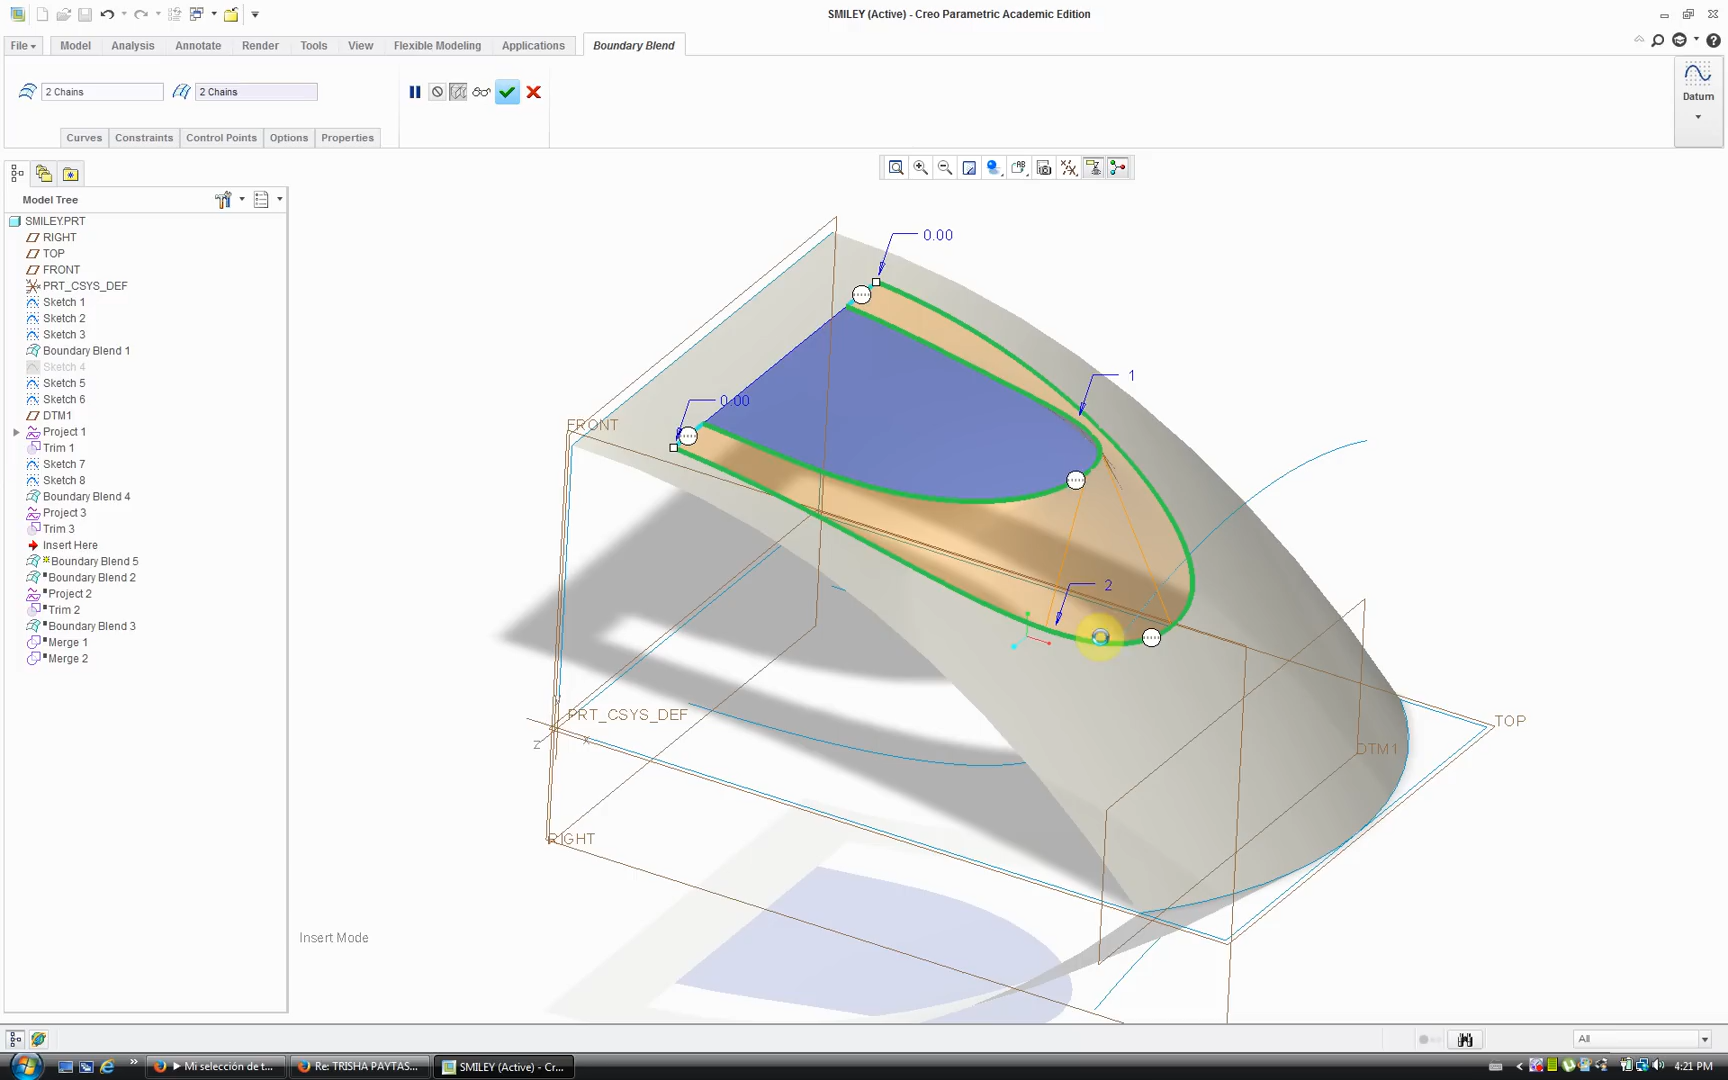 SMILEY (Active) - Creo Parametric Academic Edition
File
Model
Analysis
Annotate
Render
Tools
View
Flexible Modeling
Applications
Boundary Blend
2 Chains
2 Chains
Datum
Curves
Constraints
Control Points
Options
Properties
Model Tree
SMILEY.PRT
RIGHT
TOP
FRONT
PRT_CSYS_DEF
Sketch 1
Sketch 2
Sketch 3
Boundary Blend 1
Sketch 4
Sketch 5
Sketch 6
DTM1
Project 1
Trim 1
Sketch 7
Sketch 8
Boundary Blend 4
Project 3
Trim 3
Insert Here
Boundary Blend 5
Boundary Blend 2
Project 2
Trim 2
Boundary Blend 3
Merge 1
Merge 2
0.00
1
0.00
FRONT
2
PRT_CSYS_DEF
Z
X
Y
TOP
DTM1
RIGHT
Insert Mode
All
Mi selección de t...
Re: TRISHA PAYTAS...
SMILEY (Active) - Cr...
4:21 PM